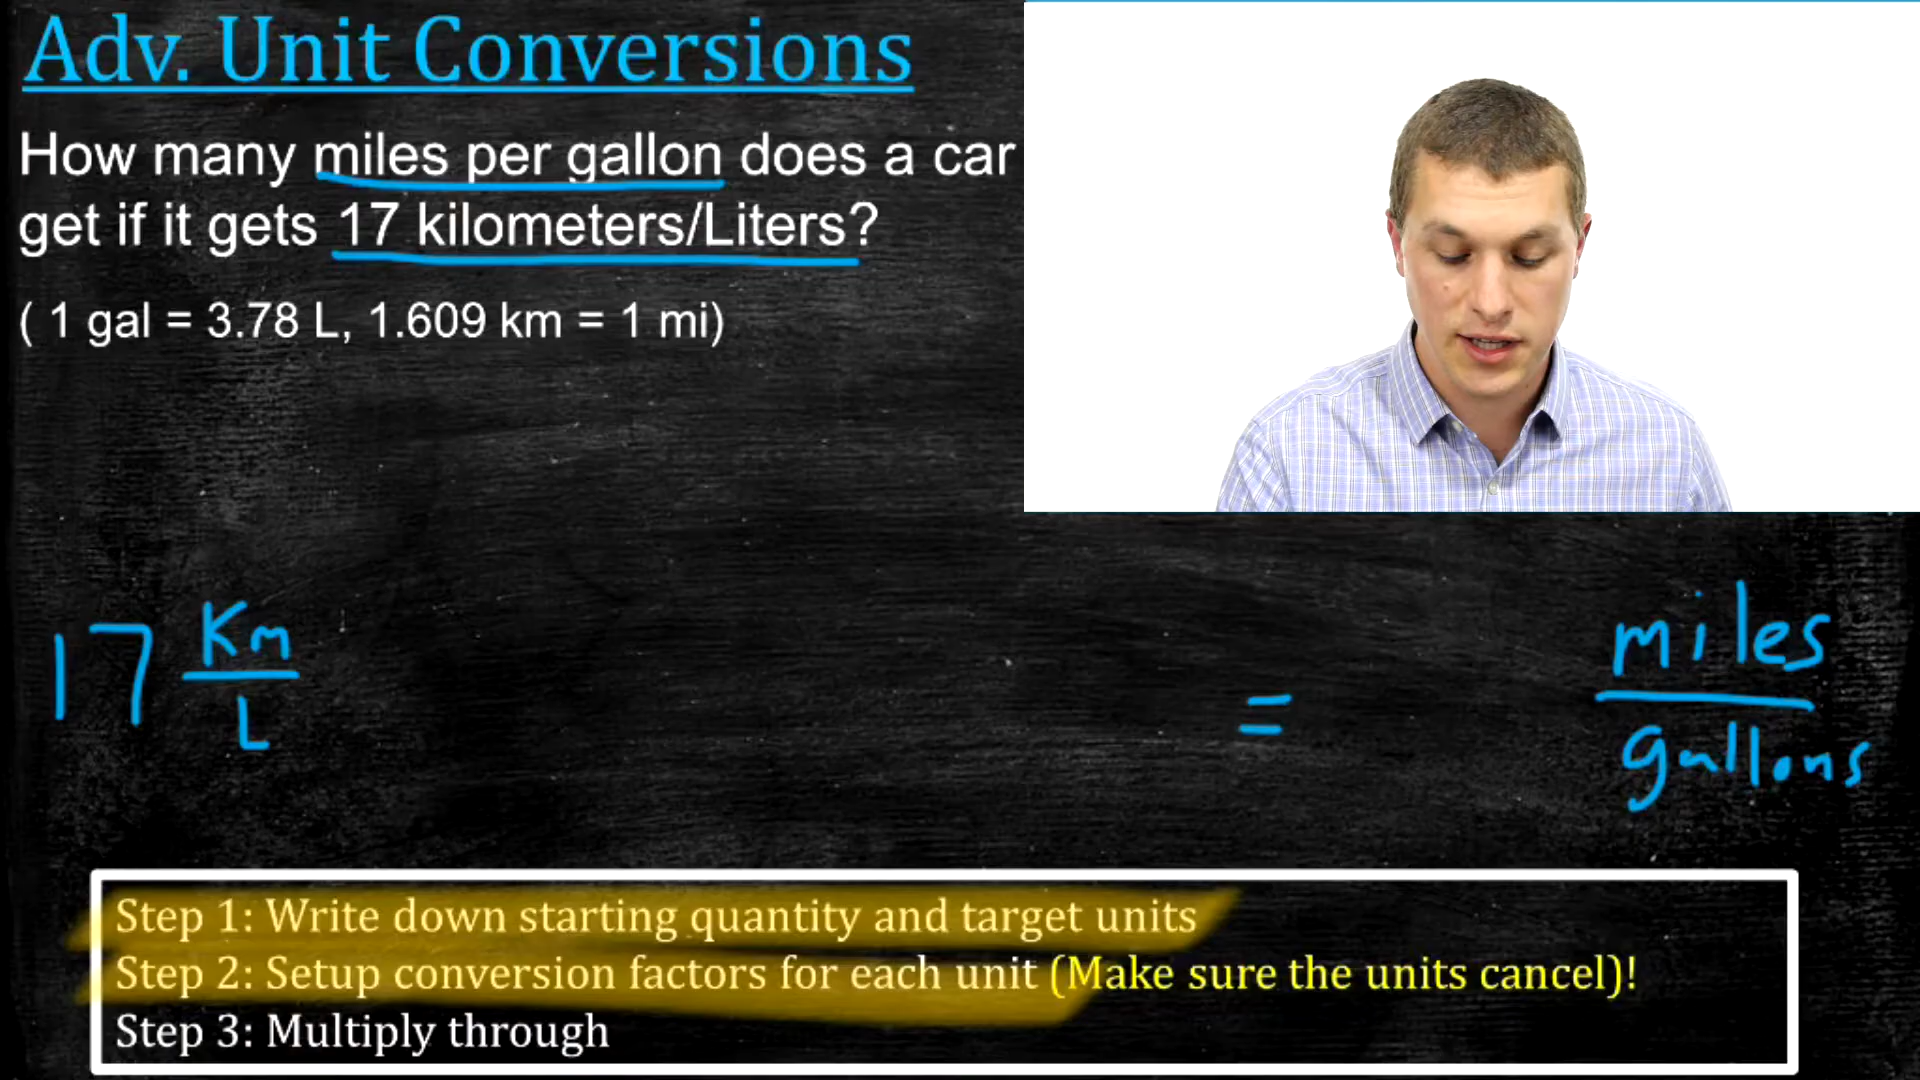 Adv. Unit Conversions
How many miles per gallon does a car
get if it gets 17 kilometers/Liters?
( 1 gal = 3.78 L, 1.609 km = 1 mi)
17 Km
L
=
miles
gallons
Step 1: Write down starting quantity and target units
Step 2: Setup conversion factors for each unit (Make sure the units cancel)!
Step 3: Multiply through